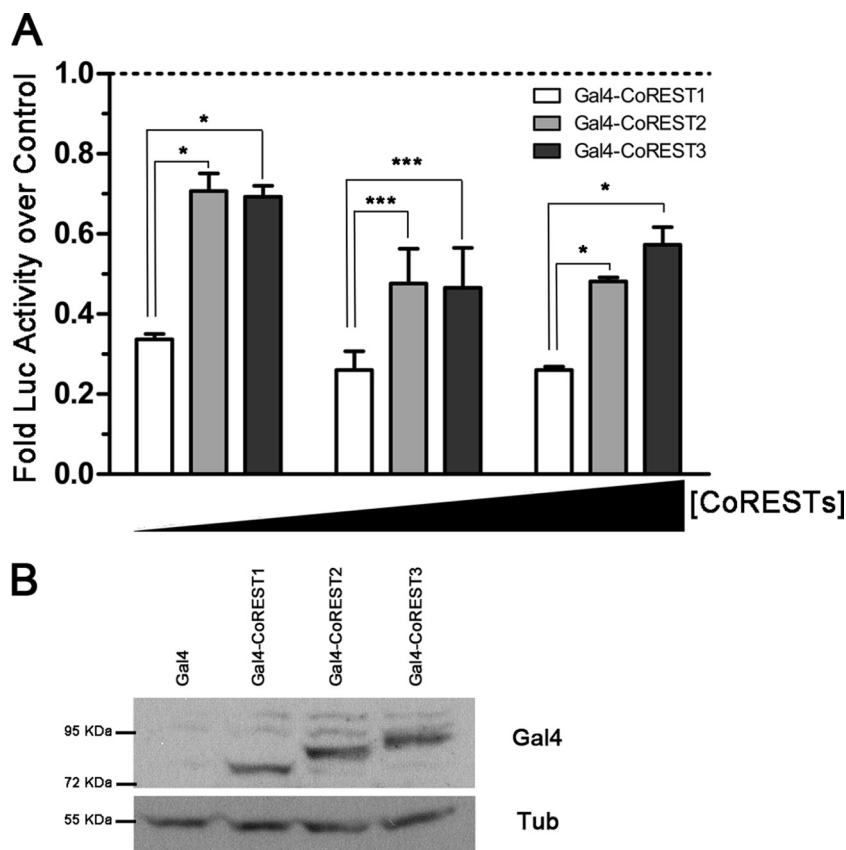 A
Fold Luc Activity over Control
1.0
0.8
0.6
0.4
0.2
0.0
Gal4-CoREST1
Gal4-CoREST2
Gal4-CoREST3
*
*
***
***
*
*
[CoRESTs]
B
Gal4
Gal4-CoREST1
Gal4-CoREST2
Gal4-CoREST3
95 KDa
72 KDa
55 KDa
Gal4
Tub